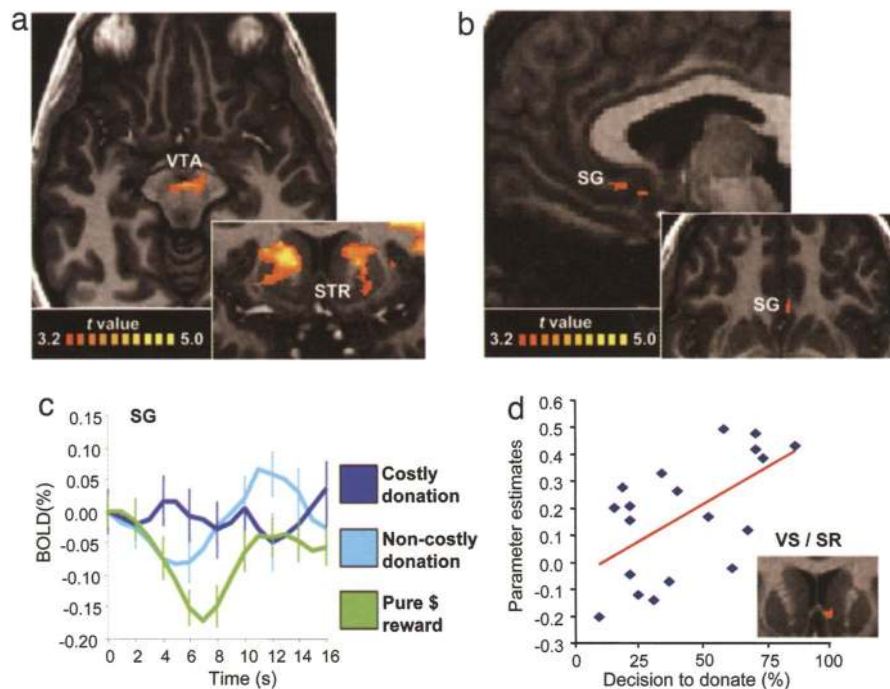 a
VTA
STR
t value
3.2 5.0
b
SG
SG
t value
3.2 5.0
c
SG
0.15
0.10
0.05
0.00
-0.05
-0.10
-0.15
-0.20
BOLD(%)
0 2 4 6 8 10 12 14 16
Time (s)
Costly
donation
Non-costly
donation
Pure $
reward
d
0.6
0.5
0.4
0.3
0.2
0.1
0.0
-0.1
-0.2
-0.3
Parameter estimates
VS / SR
0 25 50 75 100
Decision to donate (%)